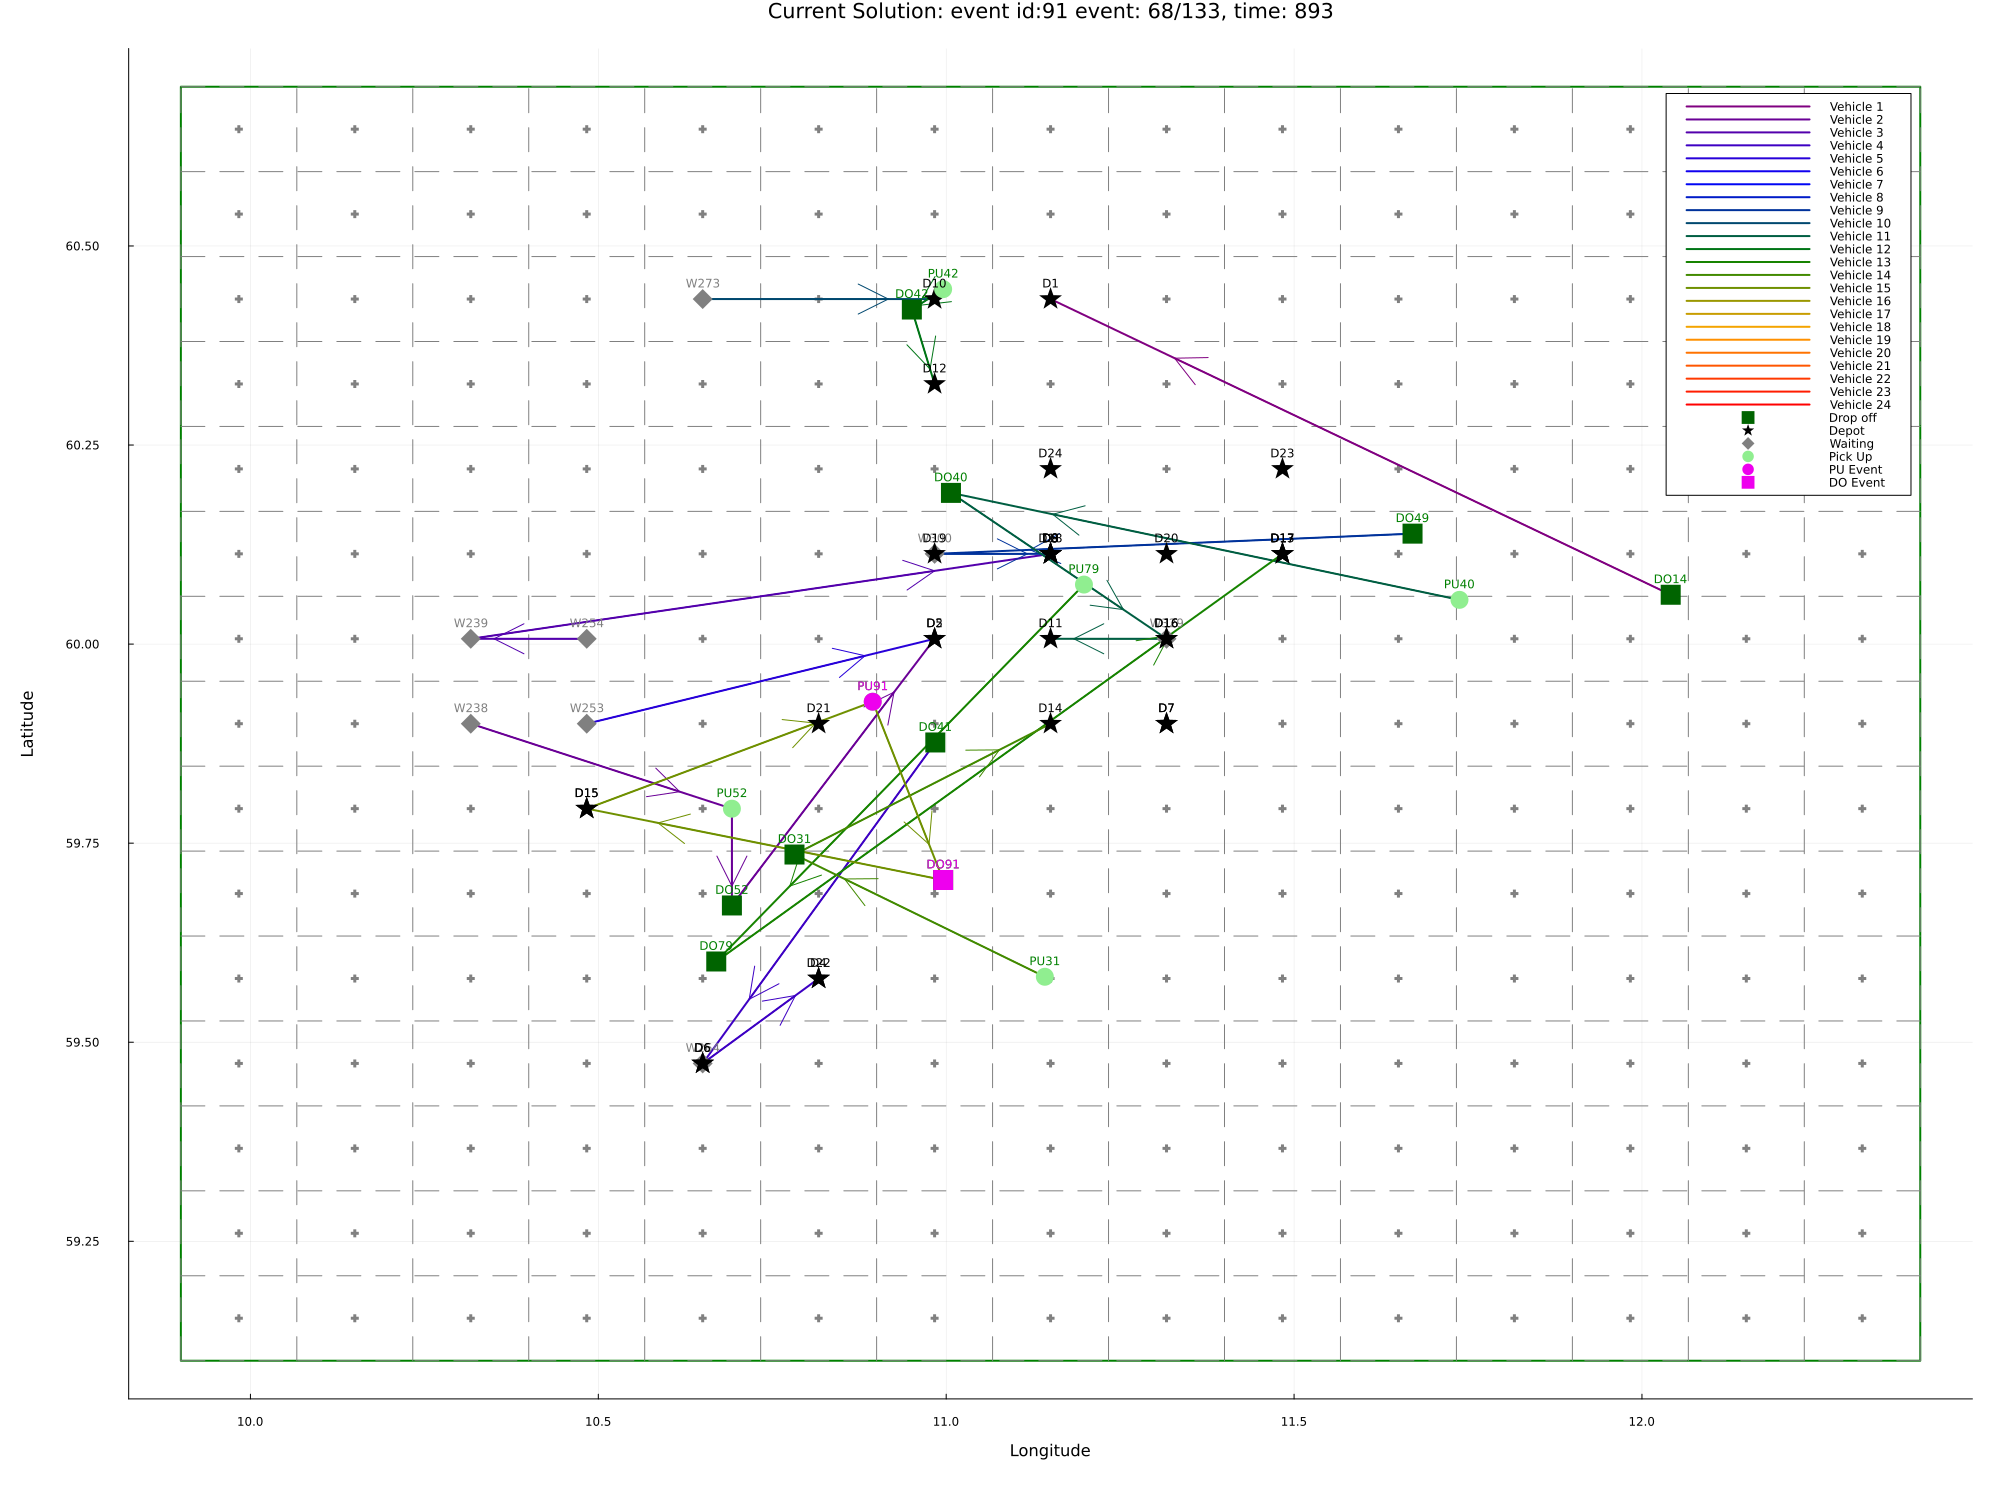 Current Solution: event id:91 event: 68/133, time: 893
Vehicle 1
Vehicle 2
Vehicle 3
Vehicle 4
Vehicle 5
Vehicle 6
Vehicle 7
Vehicle 8
Vehicle 9
Vehicle 10
Vehicle 11
Vehicle 12
Vehicle 13
Vehicle 14
Vehicle 15
Vehicle 16
Vehicle 17
Vehicle 18
Vehicle 19
Vehicle 20
Vehicle 21
Vehicle 22
Vehicle 23
Vehicle 24
Drop off
Depot
Waiting
Pick Up
PU Event
DO Event
60.50
60.25
60.00
59.75
59.50
59.25
Latitude
PU42
W273
D10
D1
DO42
D12
D24
D23
DO40
DO49
D19
D20
PU79
PU40
DO14
W239
W254
D11
D16
PU91
W238
W253
D21
D14
D7
DO41
D15
PU52
DO31
DO91
DO52
DO79
D22
PU31
D6
10.0
10.5
11.0
11.5
12.0
Longitude